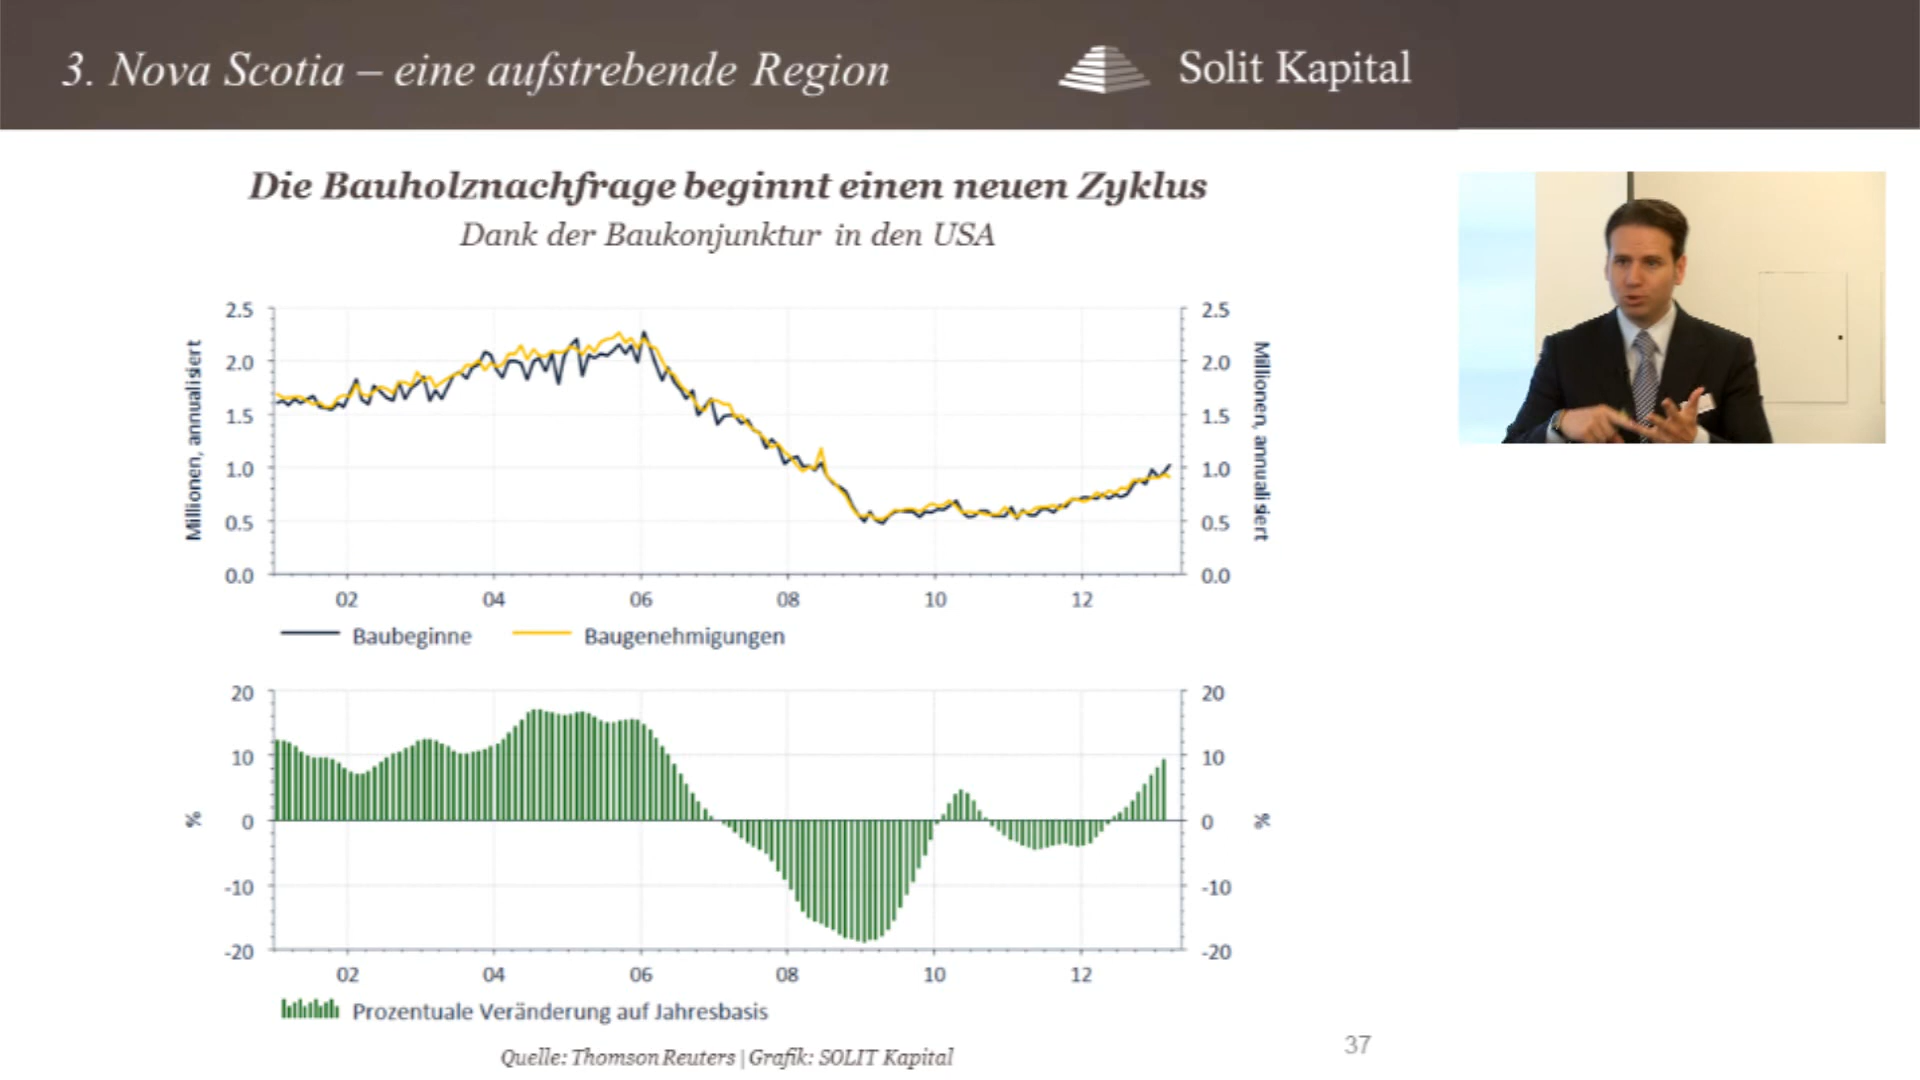 3. Nova Scotia – eine aufstrebende Region
Solit Kapital
Die Bauholznachfrage beginnt einen neuen Zyklus
Dank der Baukonjunktur in den USA
Millionen, annualisiert
2.5
2.0
1.5
1.0
0.5
0.0
2.5
2.0
1.5
1.0
0.5
0.0
Millionen, annualisiert
02 04 06 08 10 12
Baubeginne Baugenehmigungen
%
20
10
0
-10
-20
20
10
0
-10
-20
%
02 04 06 08 10 12
Prozentuale Veränderung auf Jahresbasis
Quelle: Thomson Reuters | Grafik: SOLIT Kapital
37